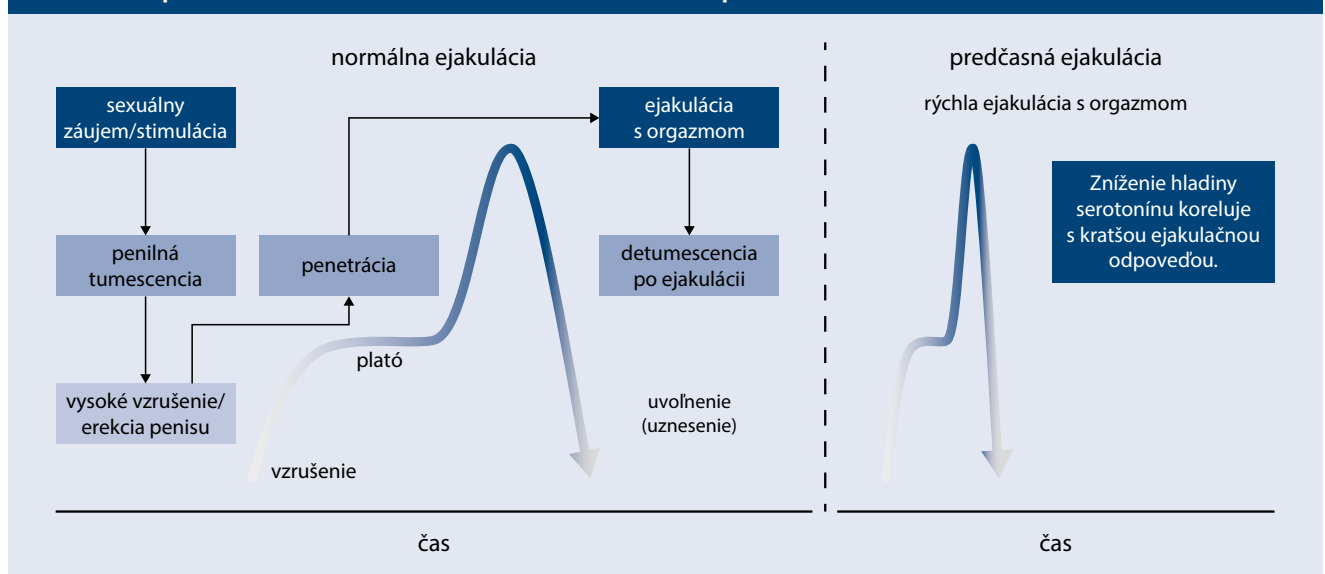 normálna ejakulácia
sexuálny
záujem/stimulácia
penilná
tumescencia
vysoké vzrušenie/
erekcia penisu
penetrácia
ejakulácia
s orgazmom
detumescencia
po ejakulácii
plató
vzrušenie
uvoľnenie
(uznesenie)
čas
predčasná ejakulácia
rýchla ejakulácia s orgazmom
Zníženie hladiny
serotonínu koreluje
s kratšou ejakulačnou
odpoveďou.
čas